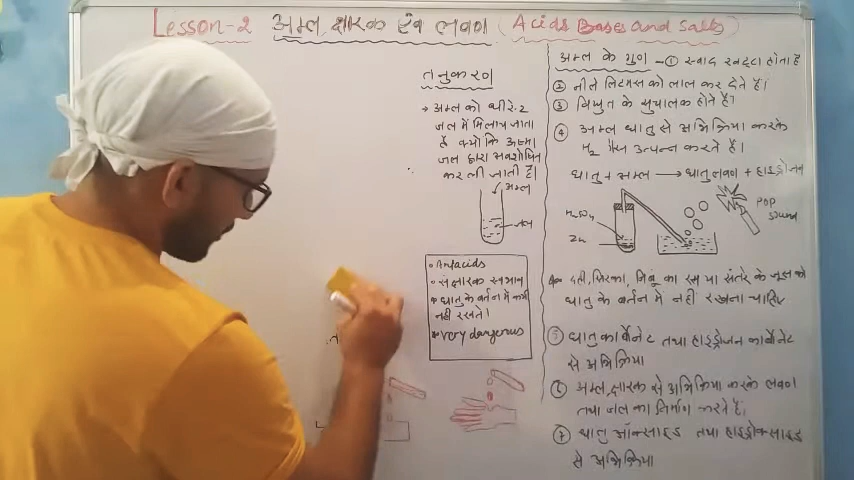 Lesson-2 अम्ल, क्षारक एंव लवण (Acids Bases and Salts)
तनुकरण
→ अम्ल को धीरे-2
जल में मिलाया जाता
है क्योंकि ऊष्मा
जल द्वारा अवशोषित
कर ली जाती है।
अम्ल
जल
Antacids
संक्षारक स्वभाव
धातु के बर्तन में कभी
नहीं रखते।
very dangerous
अम्ल के गुण - ① स्वाद खट्टा होता है
② नीले लिटमस को लाल कर देते हैं।
③ विद्युत के सुचालक होते हैं।
④ अम्ल धातु से अभिक्रिया करके
H₂ गैस उत्पन्न करते हैं।
धातु + अम्ल → धातु लवण + हाइड्रोजन
POP
sound
H₂SO₄
Zn
दही, सिरका, निंबू का रस या संतरे के जूस को
धातु के बर्तन में नहीं रखना चाहिए
⑤ धातु कार्बोनेट तथा हाइड्रोजन कार्बोनेट
से अभिक्रिया
⑥ अम्ल, क्षारक से अभिक्रिया करके लवण
तथा जल का निर्माण करते हैं।
⑦ धातु ऑक्साइड तथा हाइड्रोक्साइड
से अभिक्रिया